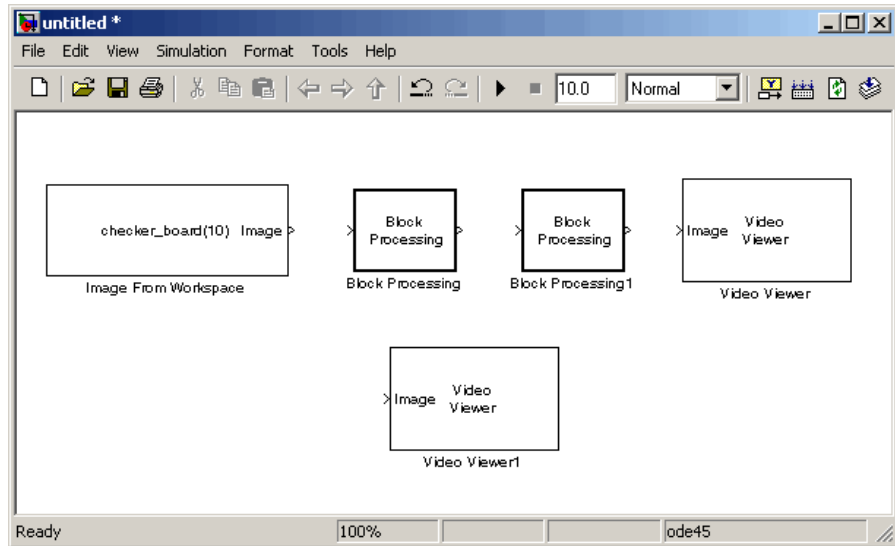 untitled *
File Edit View Simulation Format Tools Help
10.0 Normal
checker_board(10) Image
Image From Workspace
Block
Processing
Block Processing
Block
Processing
Block Processing1
Image Video
Viewer
Video Viewer
Image Video
Viewer
Video Viewer1
Ready 100% ode45